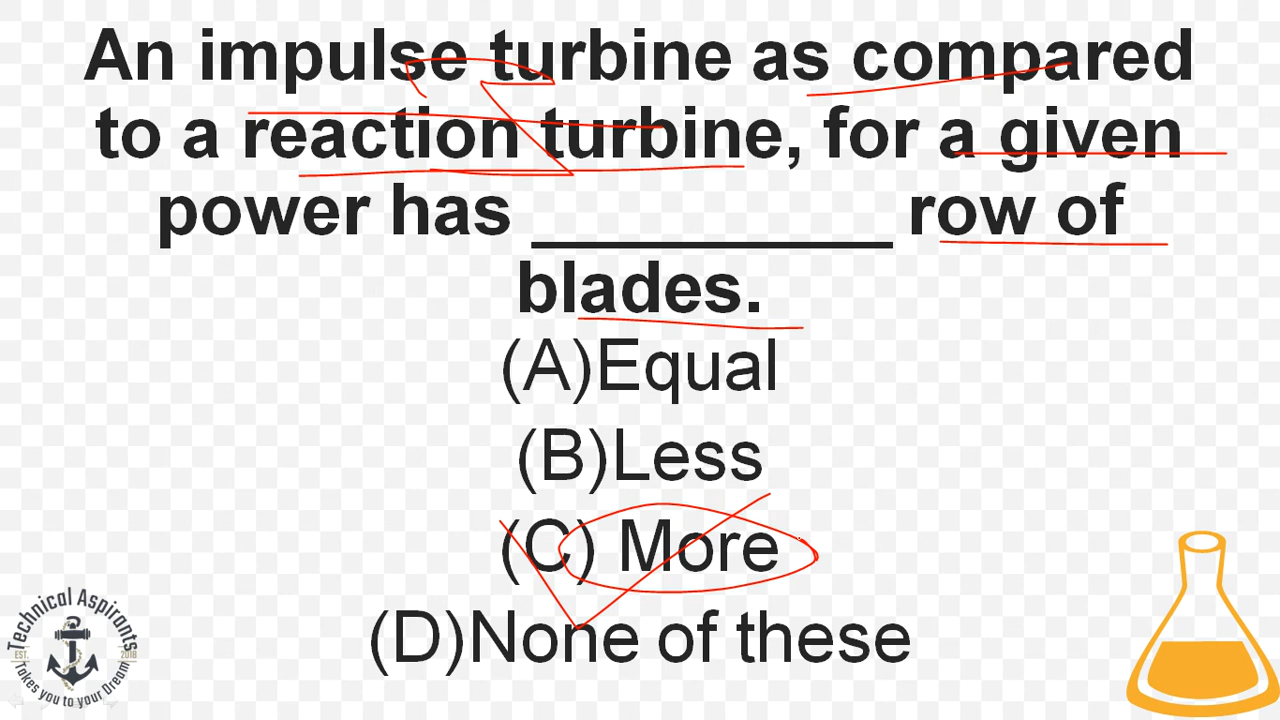 An impulse turbine as compared
to a reaction turbine, for a given
power has __________ row of
blades.
(A)Equal
(B)Less
(C) More
(D)None of these
Technical Aspirants
EST. 2018
Takes you to your Dream